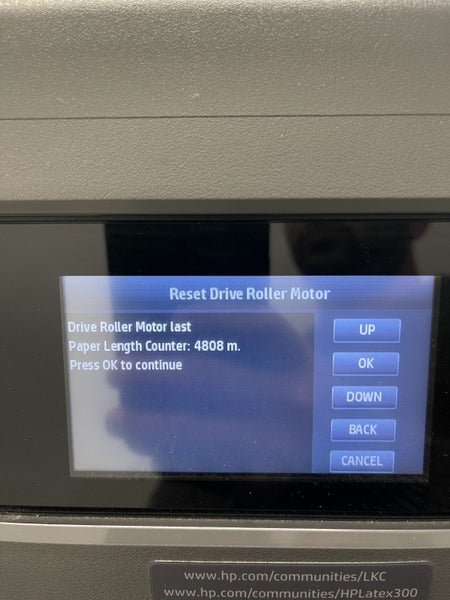 Reset Drive Roller Motor
Drive Roller Motor last
Paper Length Counter: 4808 m.
Press OK to continue
UP
OK
DOWN
BACK
CANCEL
www.hp.com/communities/LKC
www.hp.com/communities/HPLatex300